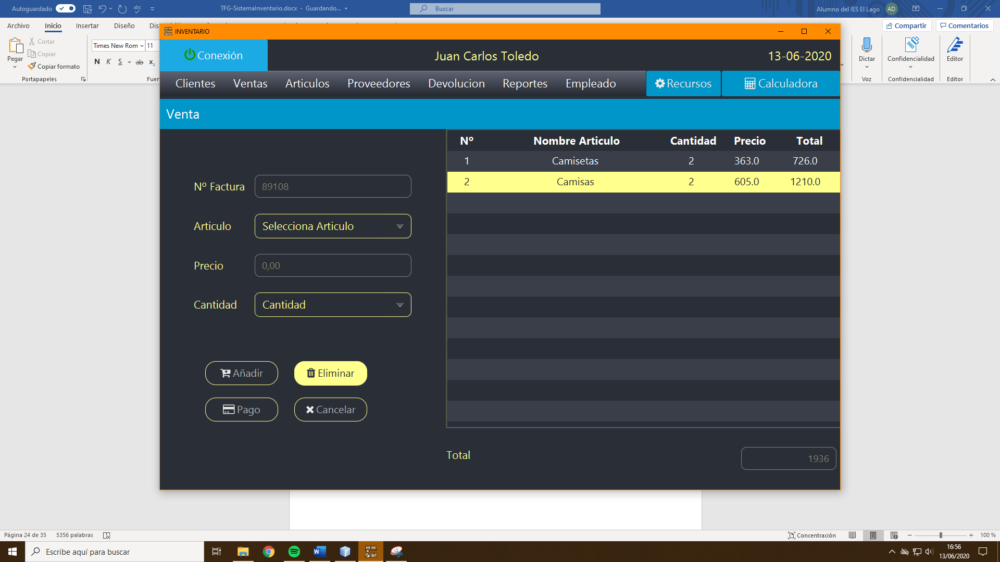 Autoguardado
TFG-SistemaInventario.docx - Guardando...
Buscar
Alumno del IES El Lago AD
Archivo Inicio Insertar Diseño
Compartir Comentarios
Pegar
Cortar
Copiar
Copiar formato
Portapapeles
Times New Rom 11
N K S ab x₂
Dictar
Voz
Confidencialidad
Confidencialidad
Editor
Editor
INVENTARIO
Conexión
Juan Carlos Toledo
13-06-2020
Clientes Ventas Articulos Proveedores Devolucion Reportes Empleado Recursos Calculadora
Venta
Nº Factura 89108
Articulo Selecciona Articulo
Precio 0,00
Cantidad Cantidad
Añadir Eliminar
Pago Cancelar
Nº Nombre Articulo Cantidad Precio Total
1 Camisetas 2 363.0 726.0
2 Camisas 2 605.0 1210.0
Total 1936
Página 24 de 35 5356 palabras
Concentración
100 %
Escribe aquí para buscar
16:56
13/06/2020